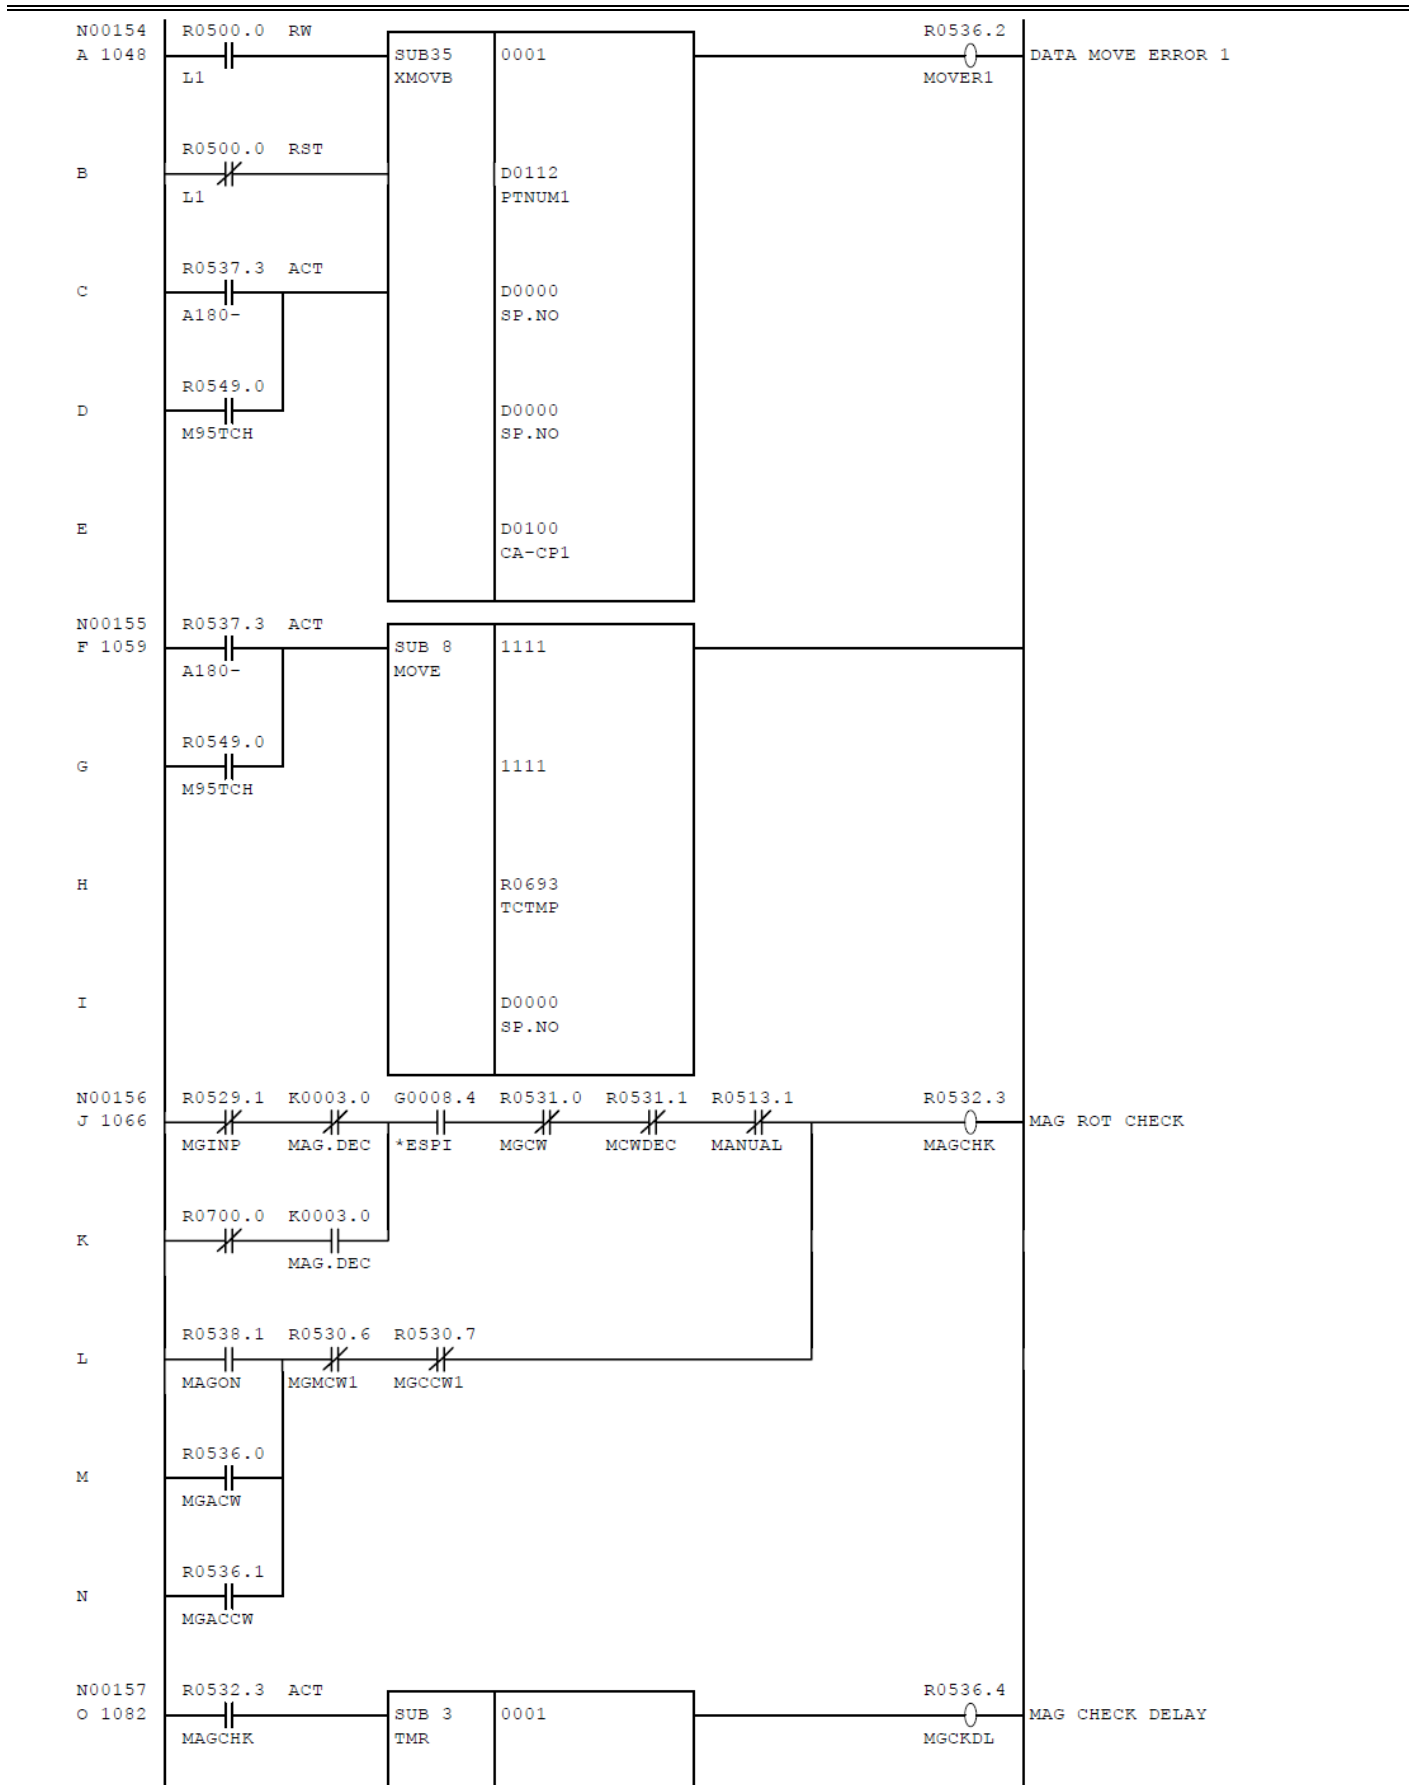 N00154 R0500.0 RW R0536.2
A 1048 SUB35 0001 DATA MOVE ERROR 1
L1 XMOVB MOVER1
R0500.0 RST
B D0112
L1 PTNUM1
R0537.3 ACT
C D0000
A180- SP.NO
R0549.0
D D0000
M95TCH SP.NO
E D0100
CA-CP1
N00155 R0537.3 ACT
F 1059 SUB 8 1111
A180- MOVE
R0549.0
G 1111
M95TCH
H R0693
TCTMP
I D0000
SP.NO
N00156 R0529.1 K0003.0 G0008.4 R0531.0 R0531.1 R0513.1 R0532.3
J 1066 MAG ROT CHECK
MGINP MAG.DEC *ESPI MGCW MCWDEC MANUAL MAGCHK
R0700.0 K0003.0
K
MAG.DEC
R0538.1 R0530.6 R0530.7
L
MAGON MGMCW1 MGCCW1
R0536.0
M
MGACW
R0536.1
N
MGACCW
N00157 R0532.3 ACT R0536.4
O 1082 SUB 3 0001 MAG CHECK DELAY
MAGCHK TMR MGCKDL